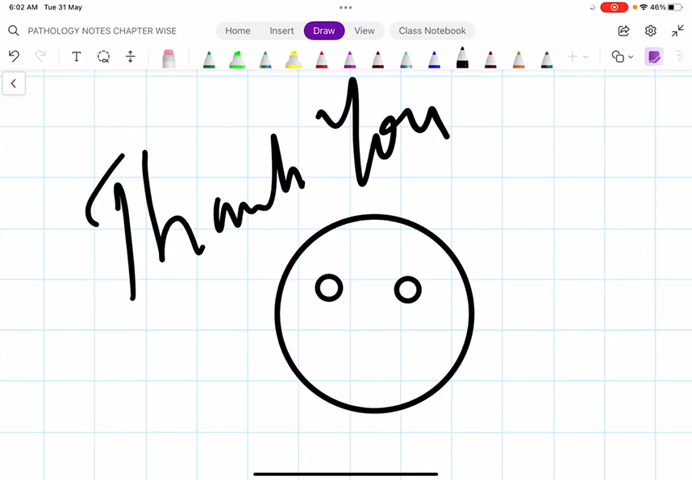 6:02 AM Tue 31 May
46%
PATHOLOGY NOTES CHAPTER WISE
Home Insert Draw View Class Notebook
T
Thank You